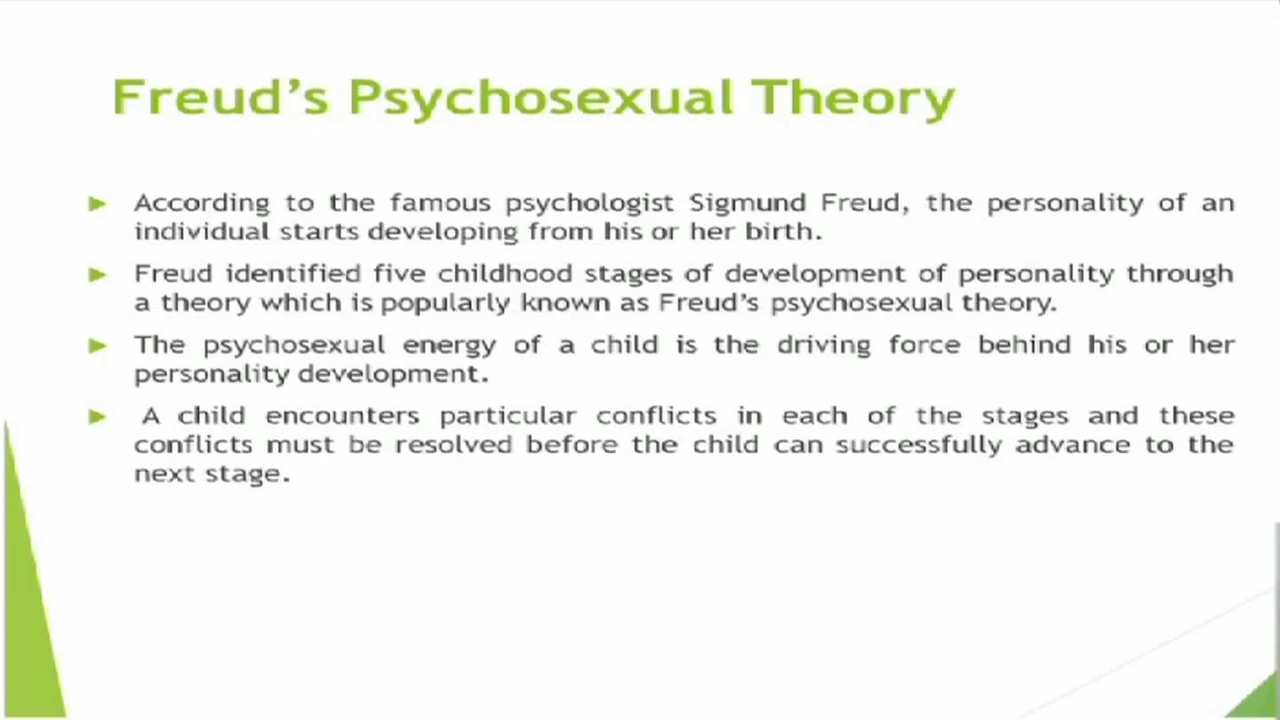 Freud's Psychosexual Theory
According to the famous psychologist Sigmund Freud, the personality of an
individual starts developing from his or her birth.
Freud identified five childhood stages of development of personality through
a theory which is popularly known as Freud's psychosexual theory.
The psychosexual energy of a child is the driving force behind his or her
personality development.
A child encounters particular conflicts in each of the stages and these
conflicts must be resolved before the child can successfully advance to the
next stage.